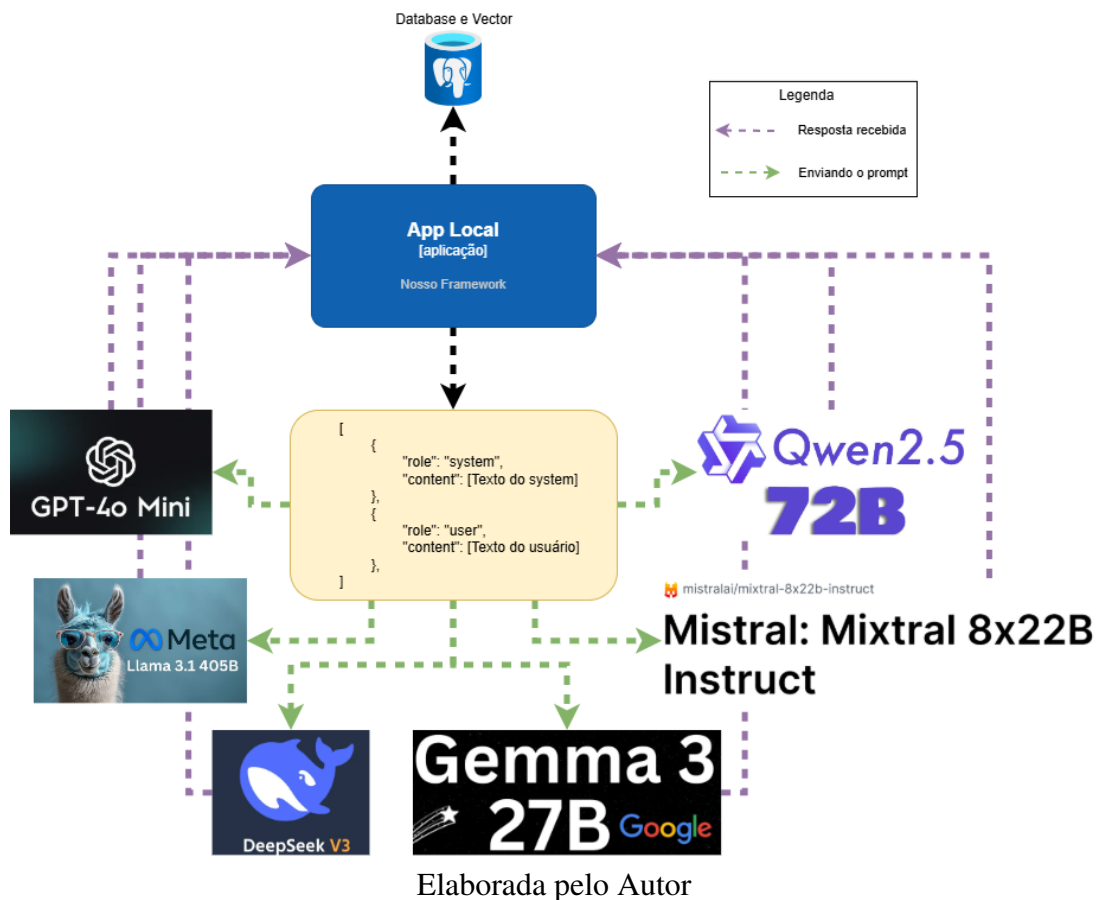 Database e Vector
Legenda
Resposta recebida
Enviando o prompt
App Local
[aplicação]
Nosso Framework
[
{
"role": "system",
"content": [Texto do system]
},
{
"role": "user",
"content": [Texto do usuário]
},
]
GPT-4o Mini
Qwen2.5
72B
Meta
Llama 3.1 405B
mistralai/mixtral-8x22b-instruct
Mistral: Mixtral 8x22B
Instruct
DeepSeek V3
Gemma 3
27B Google
Elaborada pelo Autor